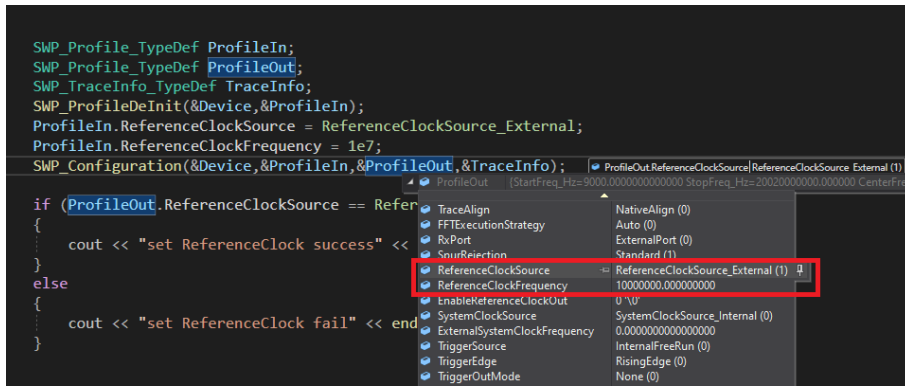 SWP_Profile_TypeDef ProfileIn;
SWP_Profile_TypeDef ProfileOut;
SWP_TraceInfo_TypeDef TraceInfo;
SWP_ProfileDeInit(&Device,&ProfileIn);
ProfileIn.ReferenceClockSource = ReferenceClockSource_External;
ProfileIn.ReferenceClockFrequency = 1e7;
SWP_Configuration(&Device,&ProfileIn,&ProfileOut,&TraceInfo);
ProfileOut.ReferenceClockSource|ReferenceClockSource External (1)
ProfileOut {StartFreq_Hz=9000.0000000000000 StopFreq_Hz=20020000000.000000 CenterFre
if (ProfileOut.ReferenceClockSource == Refer
TraceAlign NativeAlign (0)
{
FFTExecutionStrategy Auto (0)
RxPort ExternalPort (0)
cout << "set ReferenceClock success" <<
SpurRejection Standard (1)
}
ReferenceClockSource ReferenceClockSource_External (1)
else
ReferenceClockFrequency 10000000.000000000
{
EnableReferenceClockOut 0 '\0'
SystemClockSource SystemClockSource_Internal (0)
cout << "set ReferenceClock fail" << end
ExternalSystemClockFrequency 0.0000000000000000
}
TriggerSource InternalFreeRun (0)
TriggerEdge RisingEdge (0)
TriggerOutMode None (0)